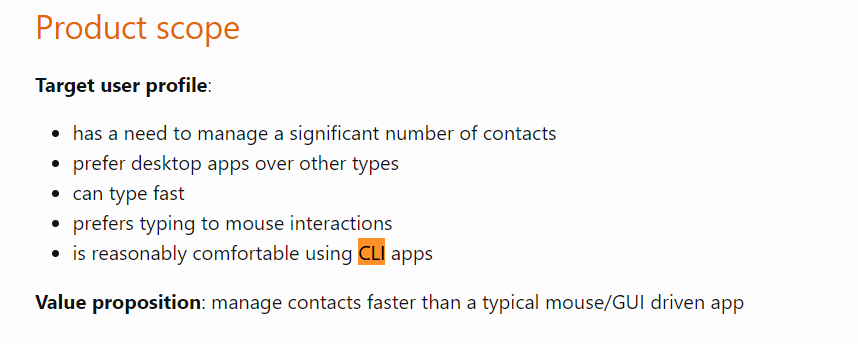 Product scope
Target user profile:
has a need to manage a significant number of contacts
prefer desktop apps over other types
can type fast
prefers typing to mouse interactions
is reasonably comfortable using CLI apps
Value proposition: manage contacts faster than a typical mouse/GUI driven app